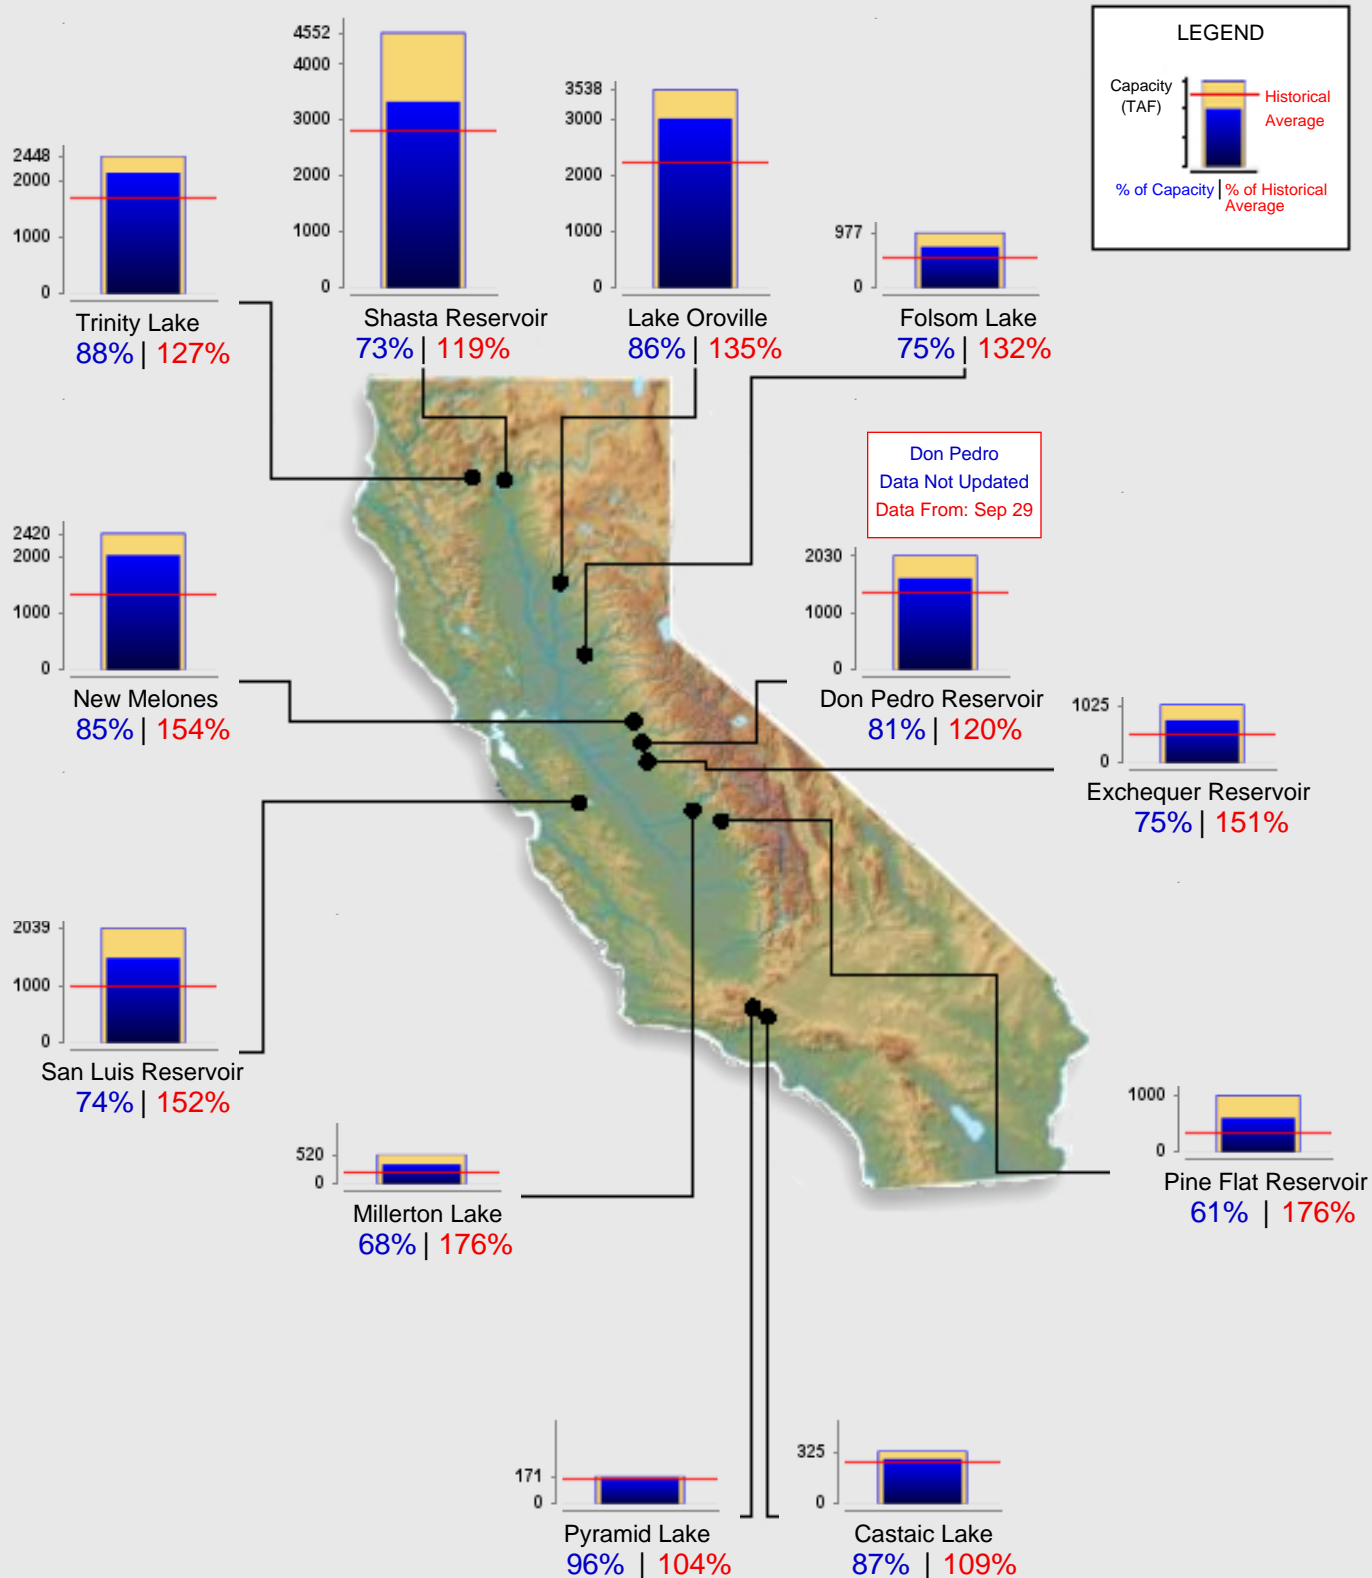 LEGEND
Capacity
(TAF)
Historical
Average
% of Capacity | % of Historical
Average
4552
4000
3000
2000
1000
0
Shasta Reservoir
73% | 119%
3538
3000
2000
1000
0
Lake Oroville
86% | 135%
977
0
Folsom Lake
75% | 132%
2448
2000
1000
0
Trinity Lake
88% | 127%
Don Pedro
Data Not Updated
Data From: Sep 29
2420
2000
1000
0
New Melones
85% | 154%
2030
1000
0
Don Pedro Reservoir
81% | 120%
1025
0
Exchequer Reservoir
75% | 151%
2039
1000
0
San Luis Reservoir
74% | 152%
520
0
Millerton Lake
68% | 176%
1000
0
Pine Flat Reservoir
61% | 176%
171
0
Pyramid Lake
96% | 104%
325
0
Castaic Lake
87% | 109%